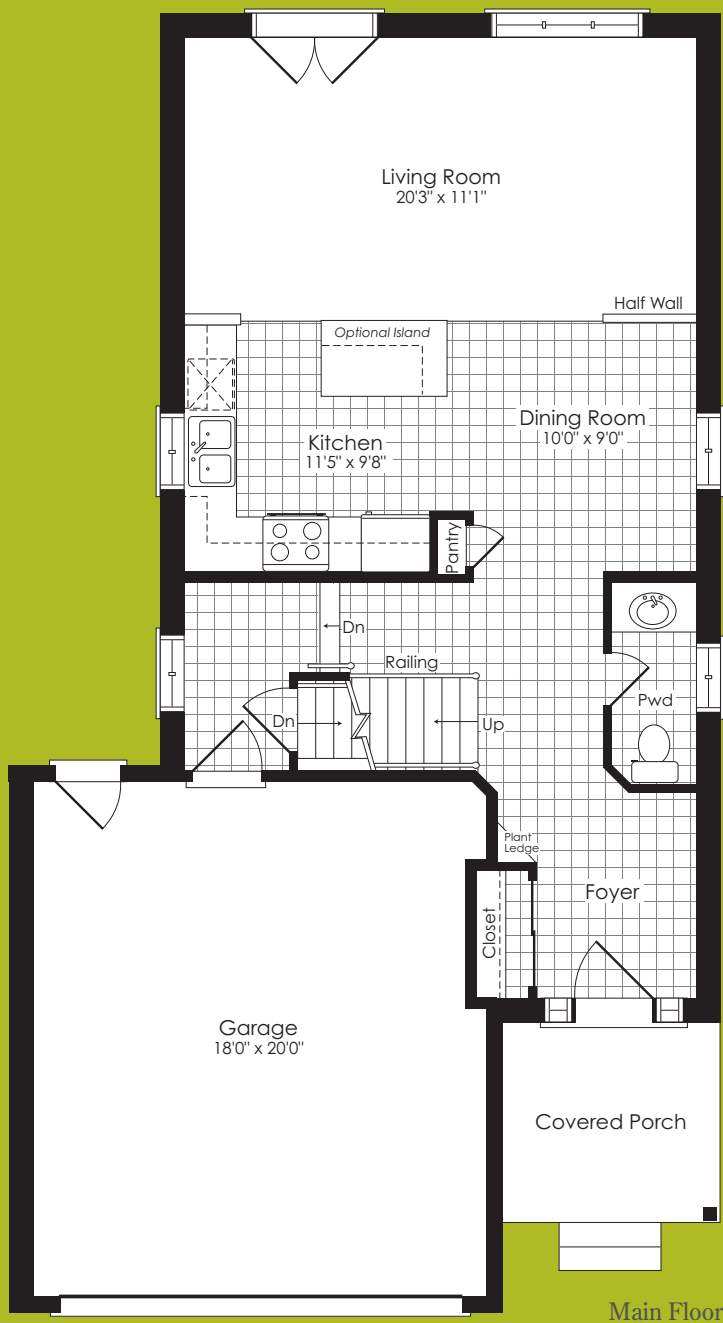 Living Room
20'3" x 11'1"
Half Wall
Optional Island
Dining Room
10'0" x 9'0"
Kitchen
11'5" x 9'8"
Pantry
Dn
Railing
Pwd
Dn
Up
Plant
Ledge
Foyer
Closet
Garage
18'0" x 20'0"
Covered Porch
Main Floor